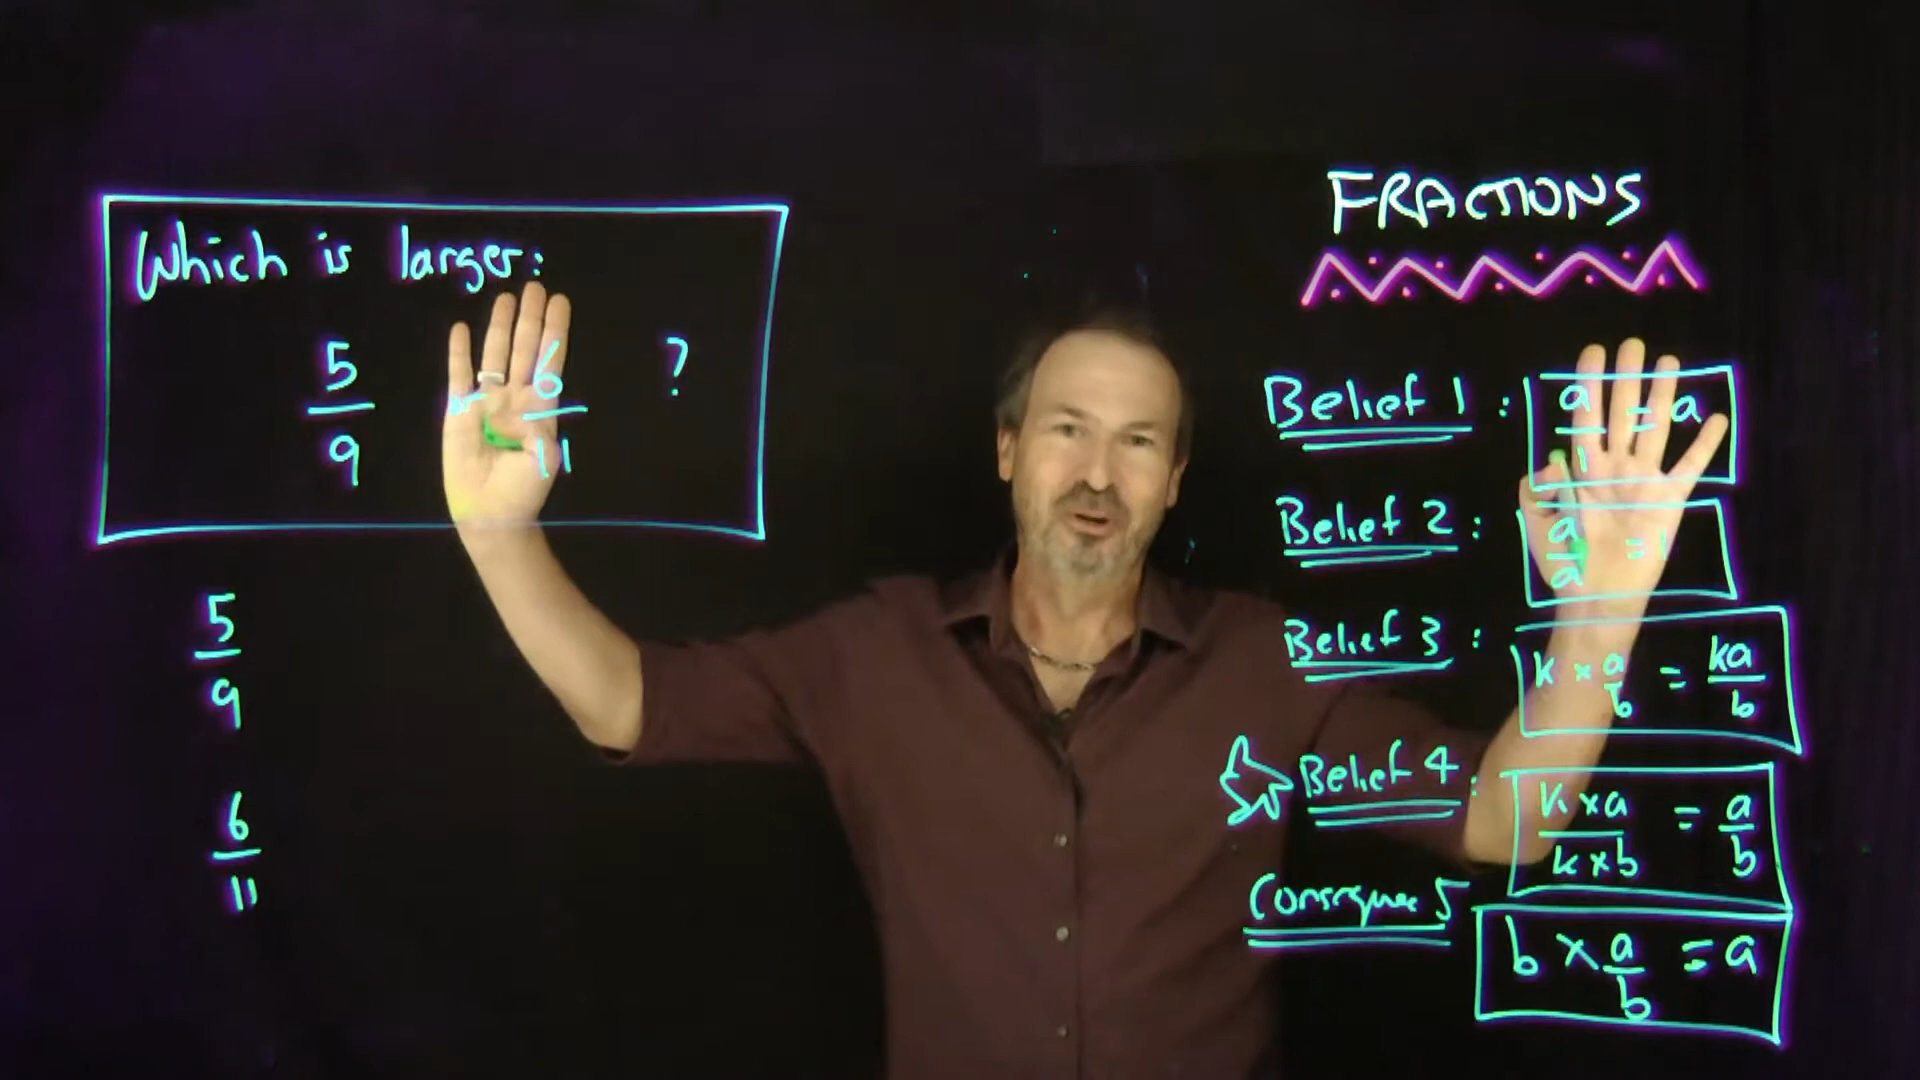 Which is larger:
5/9 or 6/11 ?
5/9
6/11
FRACTIONS
Belief 1 : a/1 = a
Belief 2 : a/a = 1
Belief 3 : k × a/b = ka/b
Belief 4 : k × a / k × b = a/b
5
b × a/b = a